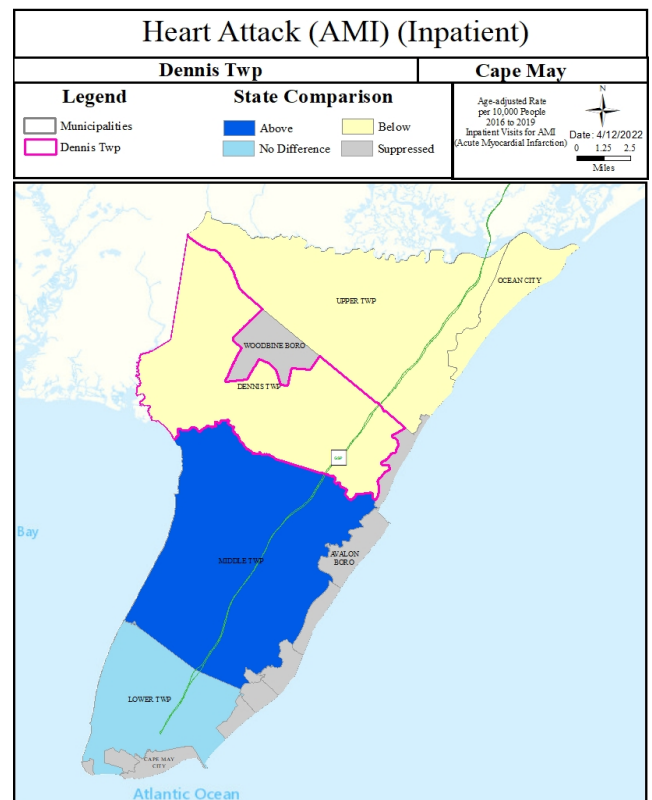 Heart Attack (AMI) (Inpatient)
Dennis Twp
Cape May
Legend
Municipalities
Dennis Twp
State Comparison
Above
Below
No Difference
Suppressed
Age-adjusted Rate
per 10,000 People
2016 to 2019
Inpatient Visits for AMI
(Acute Myocardial Infarction)
N
Date: 4/12/2022
0 1.25 2.5
Miles
OCEAN CITY
UPPER TWP
WOODBINE BORO
DENNIS TWP
GSP
Bay
AVALON
BORO
MIDDLE TWP
LOWER TWP
CAPE MAY
CITY
Atlantic Ocean